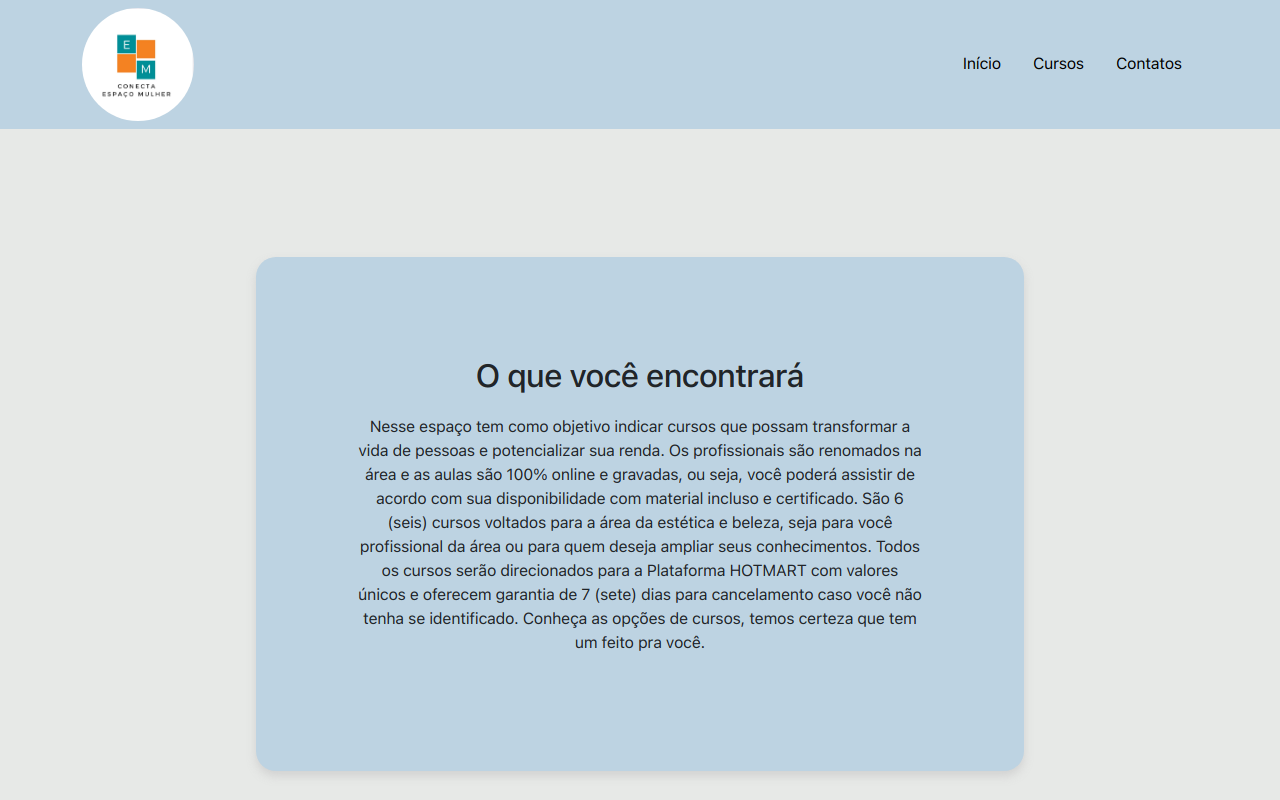 E
M
CONECTA
ESPAÇO MULHER
Início
Cursos
Contatos
O que você encontrará
Nesse espaço tem como objetivo indicar cursos que possam transformar a
vida de pessoas e potencializar sua renda. Os profissionais são renomados na
área e as aulas são 100% online e gravadas, ou seja, você poderá assistir de
acordo com sua disponibilidade com material incluso e certificado. São 6
(seis) cursos voltados para a área da estética e beleza, seja para você
profissional da área ou para quem deseja ampliar seus conhecimentos. Todos
os cursos serão direcionados para a Plataforma HOTMART com valores
únicos e oferecem garantia de 7 (sete) dias para cancelamento caso você não
tenha se identificado. Conheça as opções de cursos, temos certeza que tem
um feito pra você.